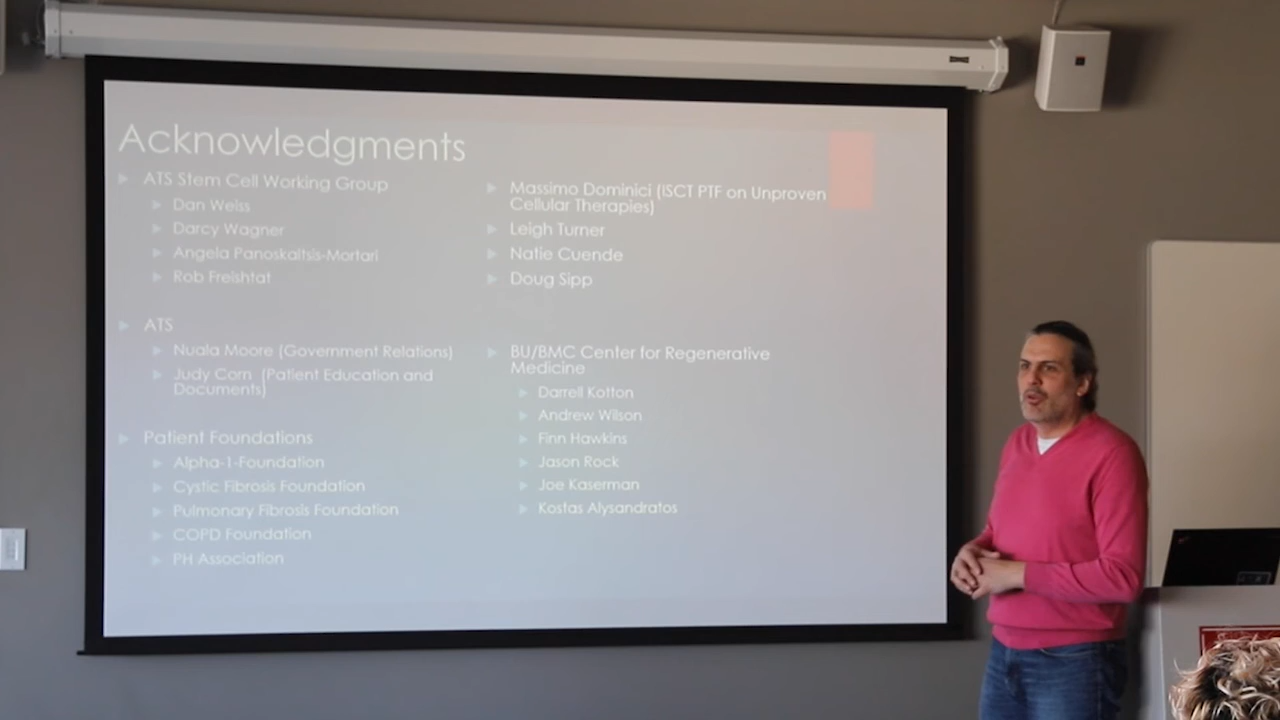 Acknowledgments
ATS Stem Cell Working Group
Dan Weiss
Darcy Wagner
Angela Panoskaltsis-Mortari
Rob Freishtat
ATS
Nuala Moore (Government Relations)
Judy Corn (Patient Education and
Documents)
Patient Foundations
Alpha-1-Foundation
Cystic Fibrosis Foundation
Pulmonary Fibrosis Foundation
COPD Foundation
PH Association
Massimo Dominici (ISCT PTF on Unproven
Cellular Therapies)
Leigh Turner
Natie Cuende
Doug Sipp
BU/BMC Center for Regenerative
Medicine
Darrell Kotton
Andrew Wilson
Finn Hawkins
Jason Rock
Joe Kaserman
Kostas Alysandratos